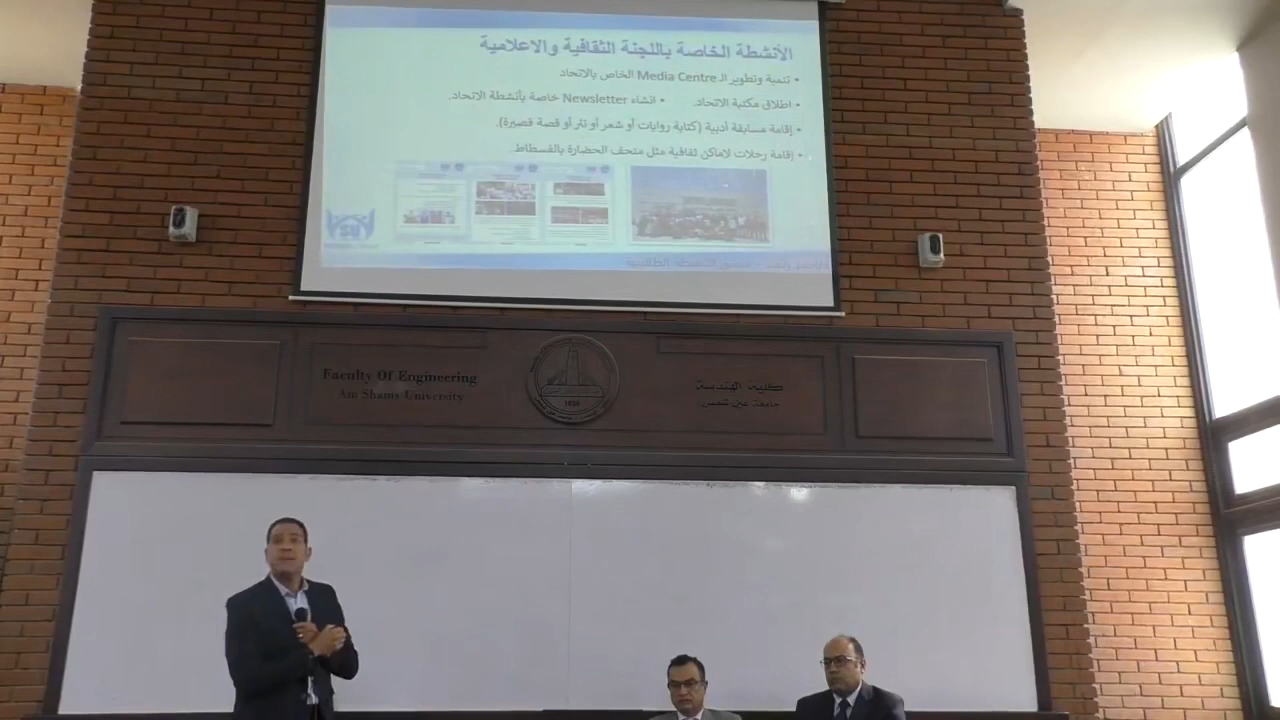 الأنشطة الخاصة باللجنة الثقافية والاعلامية
• تنمية وتطوير الـ Media Centre الخاص بالاتحاد
• اطلاق مكتبة الاتحاد. • انشاء Newsletter خاصة بأنشطة الاتحاد.
• إقامة مسابقة أدبية (كتابة روايات أو شعر أو نثر أو قصة قصيرة).
• إقامة رحلات لاماكن ثقافية مثل متحف الحضارة بالفسطاط.
SU
Faculty Of Engineering
Ain Shams University
1839
كلية الهندسة
جامعة عين شمس